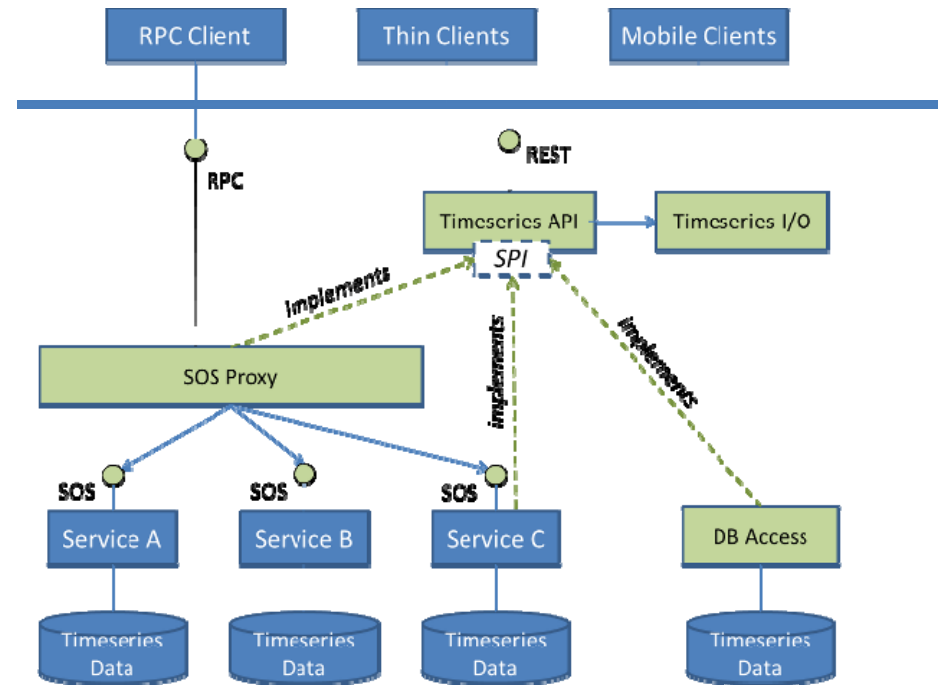 RPC Client
Thin Clients
Mobile Clients
RPC
REST
Timeseries API
Timeseries I/O
SPI
implements
implements
implements
SOS Proxy
SOS
SOS
SOS
Service A
Service B
Service C
DB Access
Timeseries
Data
Timeseries
Data
Timeseries
Data
Timeseries
Data